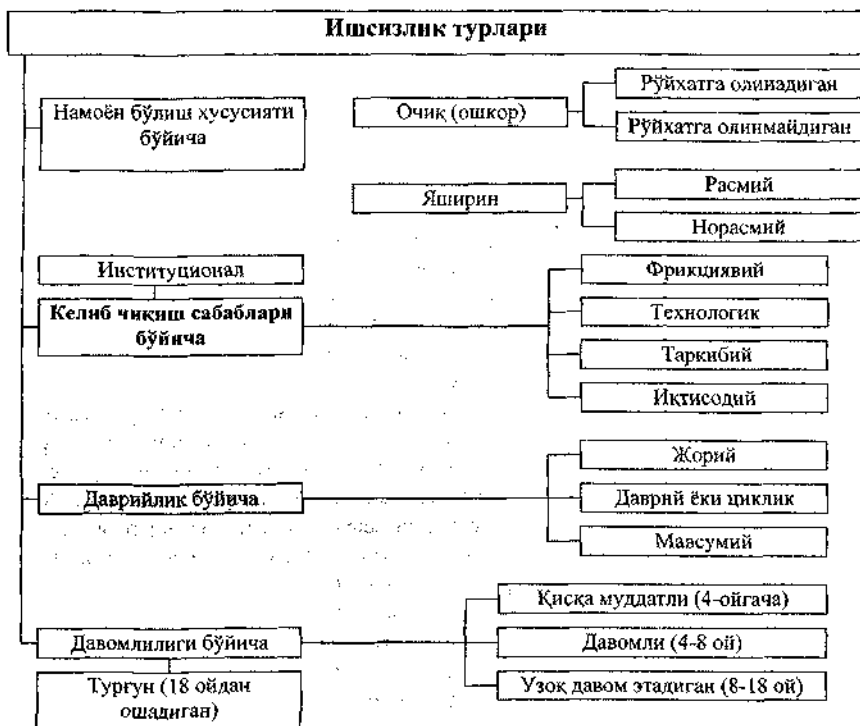 Ишсизлик турлари
Намоён бўлиш хусусияти
бўйича
Очиқ (ошкор)
Рўйхатга олинадиган
Рўйхатга олинмайдиган
Яширин
Расмий
Норасмий
Институционал
Келиб чиқиш сабаблари
бўйича
Фрикциявий
Технологик
Таркибий
Иқтисодий
Даврийлик бўйича
Жорий
Даврий ёки циклик
Мавсумий
Давомлилиги бўйича
Турғун (18 ойдан
ошадиган)
Қисқа муддатли (4-ойгача)
Давомли (4-8 ой)
Узоқ давом этадиган (8-18 ой)